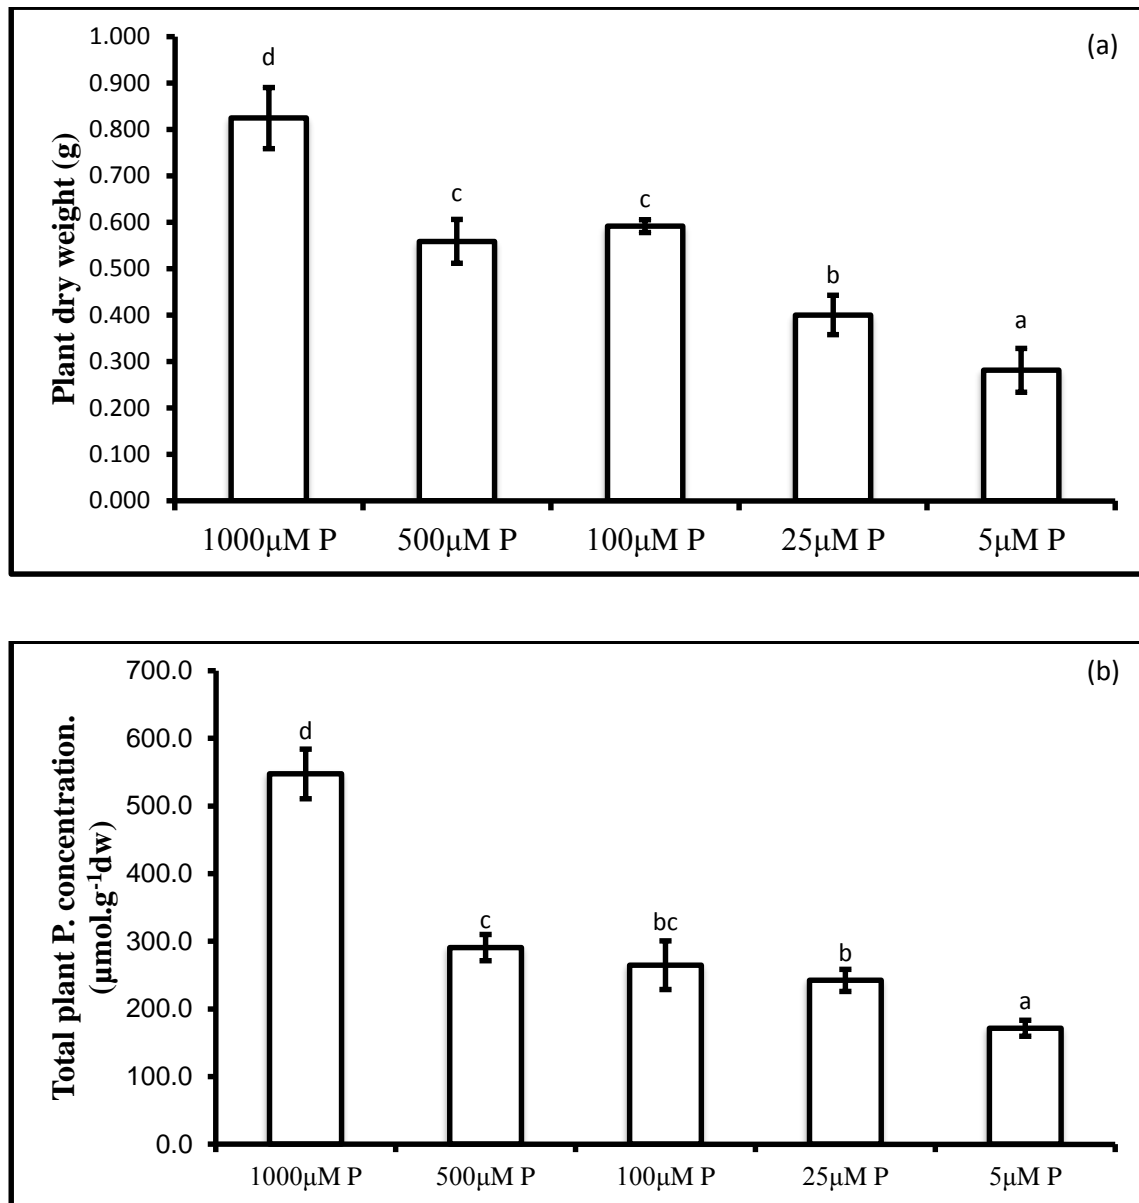 (a)
1.000
0.900
0.800
0.700
0.600
0.500
0.400
0.300
0.200
0.100
0.000
Plant dry weight (g)
d
c
c
b
a
1000μM P
500μM P
100μM P
25μM P
5μM P
(b)
700.0
600.0
500.0
400.0
300.0
200.0
100.0
0.0
Total plant P. concentration.
(μmol.g⁻¹dw)
d
c
bc
b
a
1000μM P
500μM P
100μM P
25μM P
5μM P